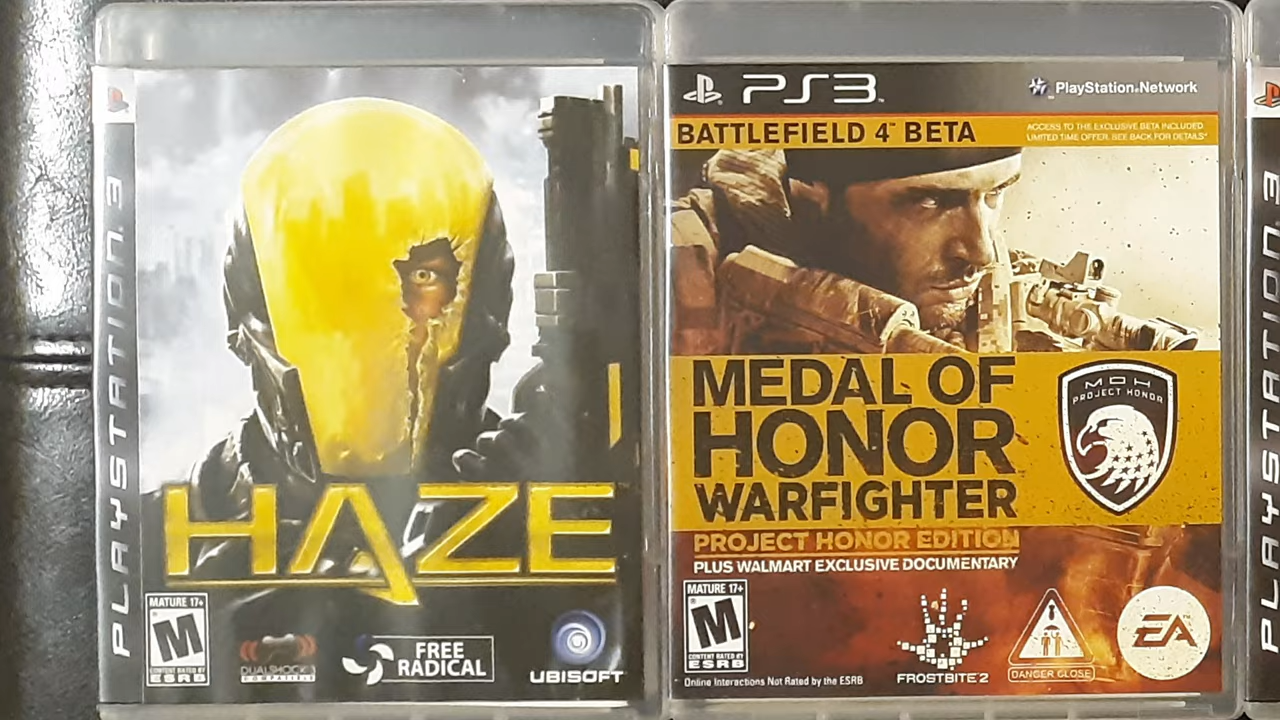 PLAYSTATION 3
HAZE
MATURE 17+
M
CONTENT RATED BY
ESRB
DUALSHOCK 3
COMPATIBLE
FREE
RADICAL
UBISOFT
PS3
PlayStation Network
BATTLEFIELD 4™ BETA
ACCESS TO THE EXCLUSIVE BETA INCLUDED
LIMITED TIME OFFER. SEE BACK FOR DETAILS*
MEDAL OF
HONOR
WARFIGHTER
MOH
PROJECT HONOR
PROJECT HONOR EDITION
PLUS WALMART EXCLUSIVE DOCUMENTARY
MATURE 17+
M
CONTENT RATED BY
ESRB
Online Interactions Not Rated by the ESRB
FROSTBITE 2
DANGER CLOSE
EA
PLAYSTATION 3